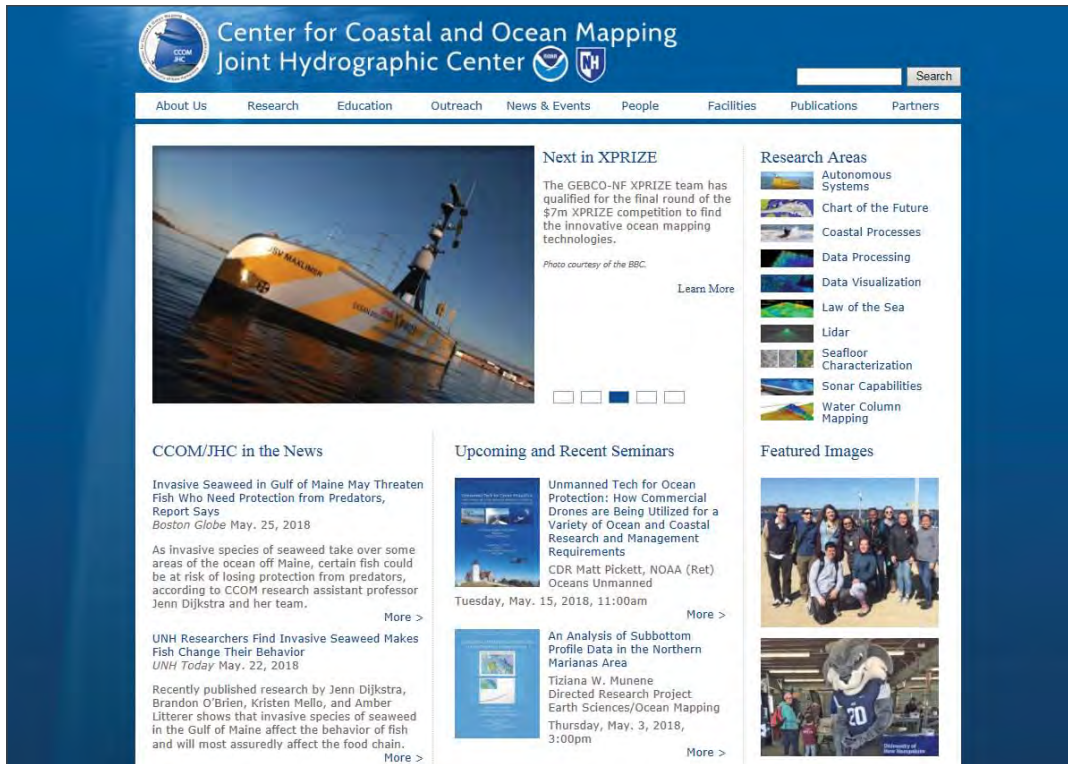 Center for Coastal and Ocean Mapping
Joint Hydrographic Center
CCOM
JHC
NH
Search
About Us
Research
Education
Outreach
News & Events
People
Facilities
Publications
Partners
Next in XPRIZE
The GEBCO-NF XPRIZE team has
qualified for the final round of the
$7m XPRIZE competition to find
the innovative ocean mapping
technologies.
Photo courtesy of the BBC.
Learn More
Research Areas
Autonomous
Systems
Chart of the Future
Coastal Processes
Data Processing
Data Visualization
Law of the Sea
Lidar
Seafloor
Characterization
Sonar Capabilities
Water Column
Mapping
CCOM/JHC in the News
Invasive Seaweed in Gulf of Maine May Threaten
Fish Who Need Protection from Predators,
Report Says
Boston Globe May. 25, 2018
As invasive species of seaweed take over some
areas of the ocean off Maine, certain fish could
be at risk of losing protection from predators,
according to CCOM research assistant professor
Jenn Dijkstra and her team.
More >
UNH Researchers Find Invasive Seaweed Makes
Fish Change Their Behavior
UNH Today May. 22, 2018
Recently published research by Jenn Dijkstra,
Brandon O'Brien, Kristen Mello, and Amber
Litterer shows that invasive species of seaweed
in the Gulf of Maine affect the behavior of fish
and will most assuredly affect the food chain.
More >
Upcoming and Recent Seminars
Unmanned Tech for Ocean
Protection: How Commercial
Drones are Being Utilized for a
Variety of Ocean and Coastal
Research and Management
Requirements
CDR Matt Pickett, NOAA (Ret)
Oceans Unmanned
Tuesday, May. 15, 2018, 11:00am
More >
An Analysis of Subbottom
Profile Data in the Northern
Marianas Area
Tiziana W. Munene
Directed Research Project
Earth Sciences/Ocean Mapping
Thursday, May. 3, 2018,
3:00pm
More >
Featured Images
20
University of
New Hampshire